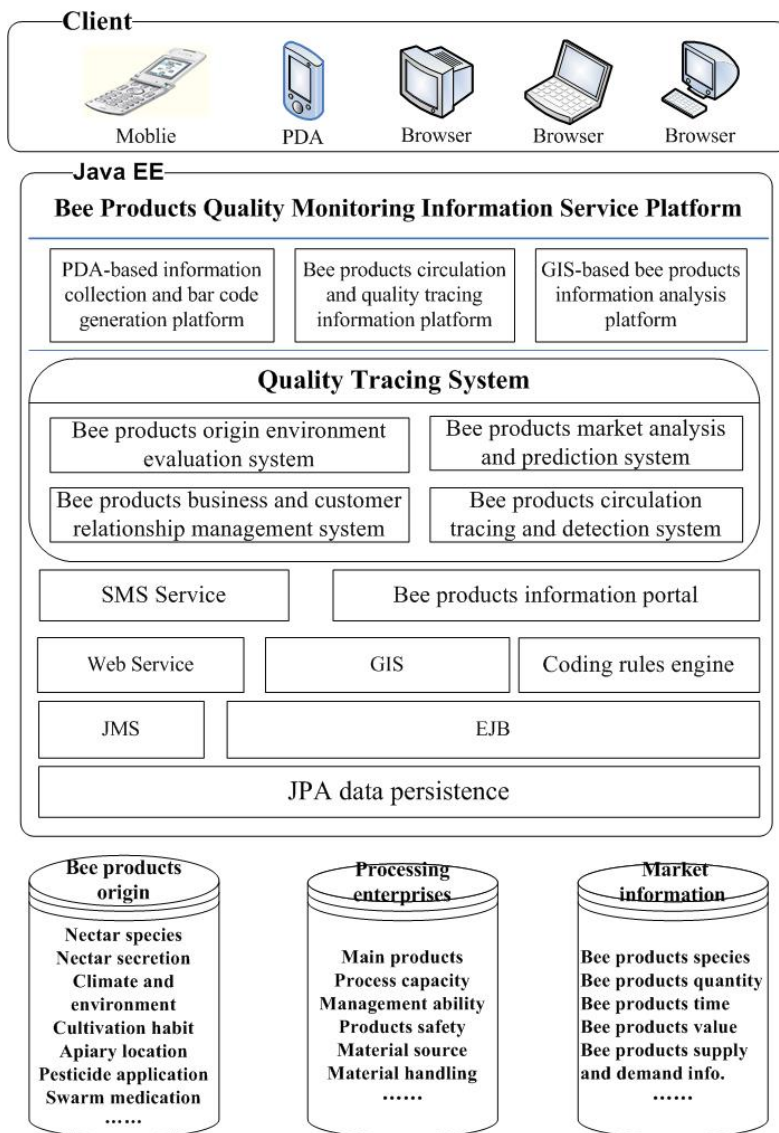 Client
Moblie
PDA
Browser
Browser
Browser
Java EE
Bee Products Quality Monitoring Information Service Platform
PDA-based information
collection and bar code
generation platform
Bee products circulation
and quality tracing
information platform
GIS-based bee products
information analysis
platform
Quality Tracing System
Bee products origin environment
evaluation system
Bee products market analysis
and prediction system
Bee products business and customer
relationship management system
Bee products circulation
tracing and detection system
SMS Service
Bee products information portal
Web Service
GIS
Coding rules engine
JMS
EJB
JPA data persistence
Bee products
origin
Nectar species
Nectar secretion
Climate and
environment
Cultivation habit
Apiary location
Pesticide application
Swarm medication
……
Processing
enterprises
Main products
Process capacity
Management ability
Products safety
Material source
Material handling
……
Market
information
Bee products species
Bee products quantity
Bee products time
Bee products value
Bee products supply
and demand info.
……